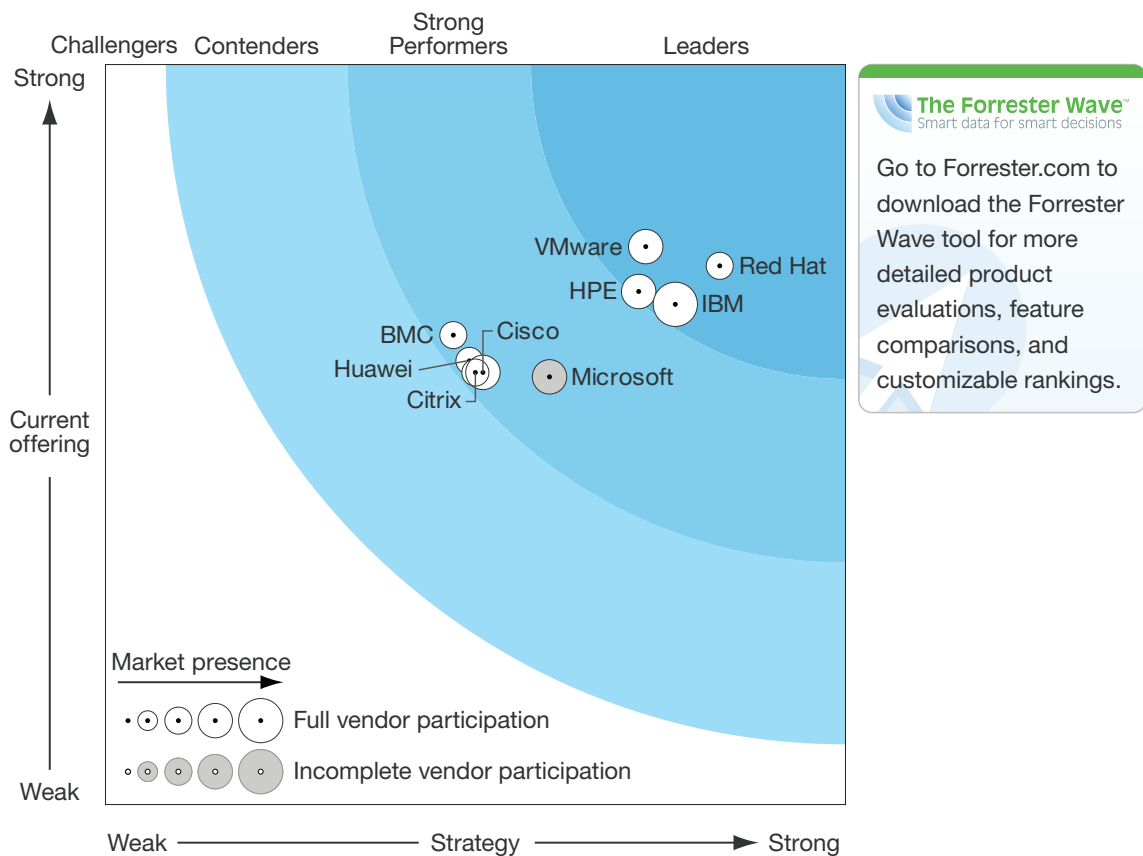 Challengers
Contenders
Strong
Performers
Leaders
Strong
Current
offering
Weak
VMware
Red Hat
HPE
IBM
BMC
Cisco
Huawei
Microsoft
Citrix
Market presence
Full vendor participation
Incomplete vendor participation
Weak
Strategy
Strong
The Forrester Wave™
Smart data for smart decisions
Go to Forrester.com to
download the Forrester
Wave tool for more
detailed product
evaluations, feature
comparisons, and
customizable rankings.